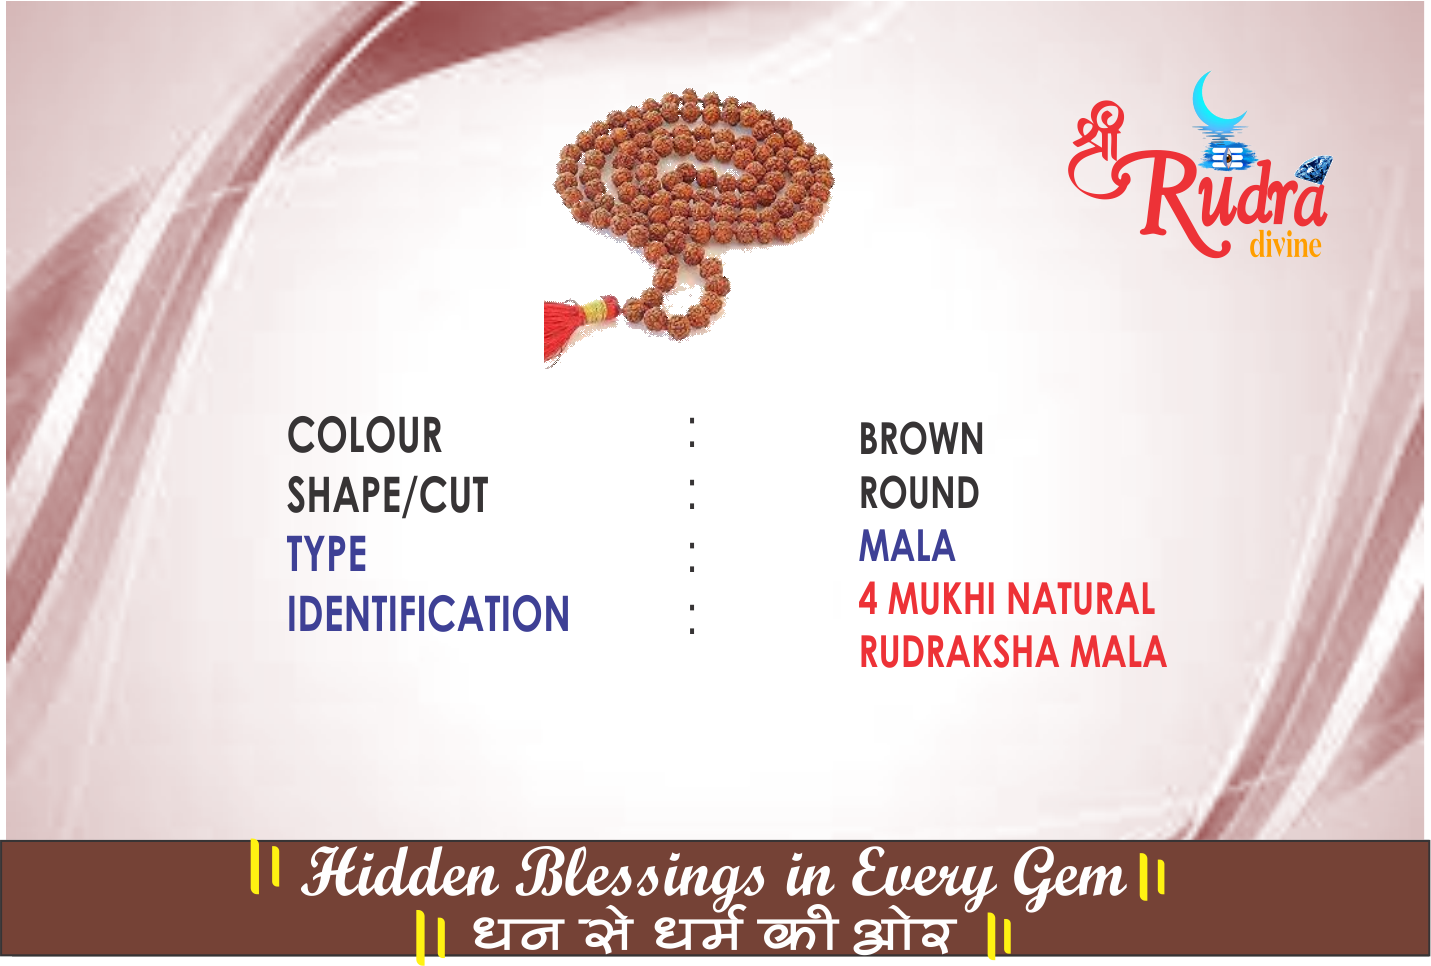 श्री Rudra
divine
COLOUR : BROWN
SHAPE/CUT : ROUND
TYPE : MALA
IDENTIFICATION : 4 MUKHI NATURAL
RUDRAKSHA MALA
|| Hidden Blessings in Every Gem ||
|| धन से धर्म की ओर ||